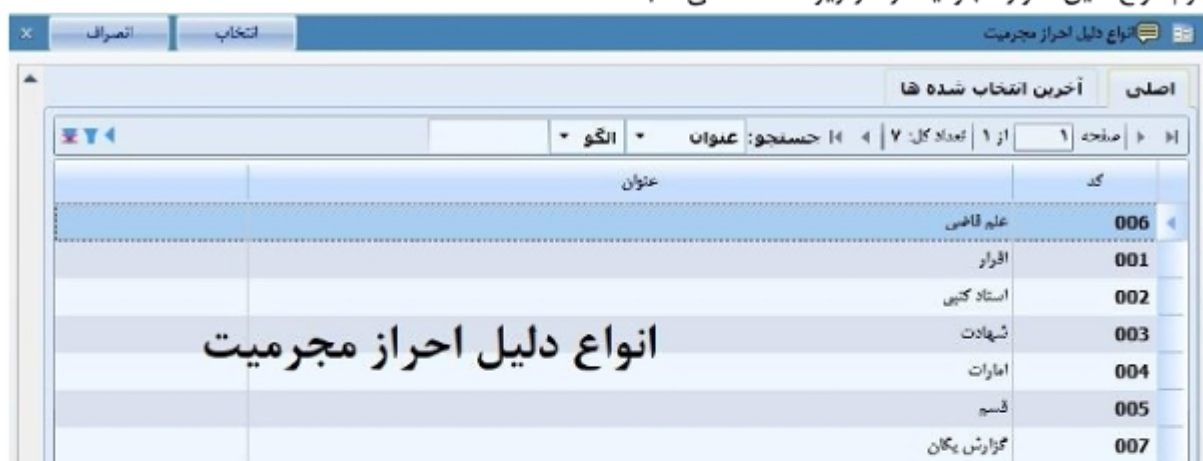 انواع دلیل احراز مجرمیت انتخاب انصراف
اصلی آخرین انتخاب شده ها
صفحه ۱ از ۱ تعداد کل: ۷ جستجو: عنوان الگو
کد عنوان
006 علم قاضی
001 اقرار
002 اسناد کتبی
003 شهادت
انواع دلیل احراز مجرمیت
004 امارات
005 قسم
007 گزارش یگان